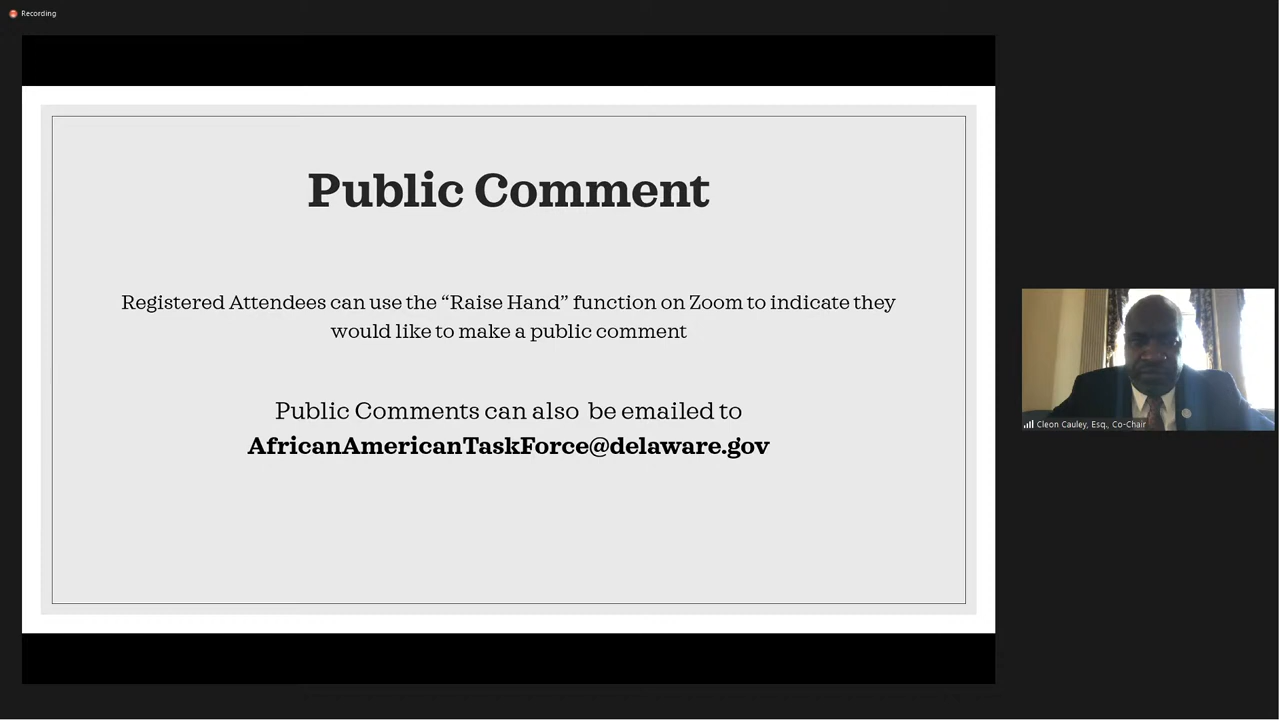 Recording
Public Comment
Registered Attendees can use the “Raise Hand” function on Zoom to indicate they
would like to make a public comment
Public Comments can also  be emailed to
AfricanAmericanTaskForce@delaware.gov
Cleon Cauley, Esq., Co-Chair